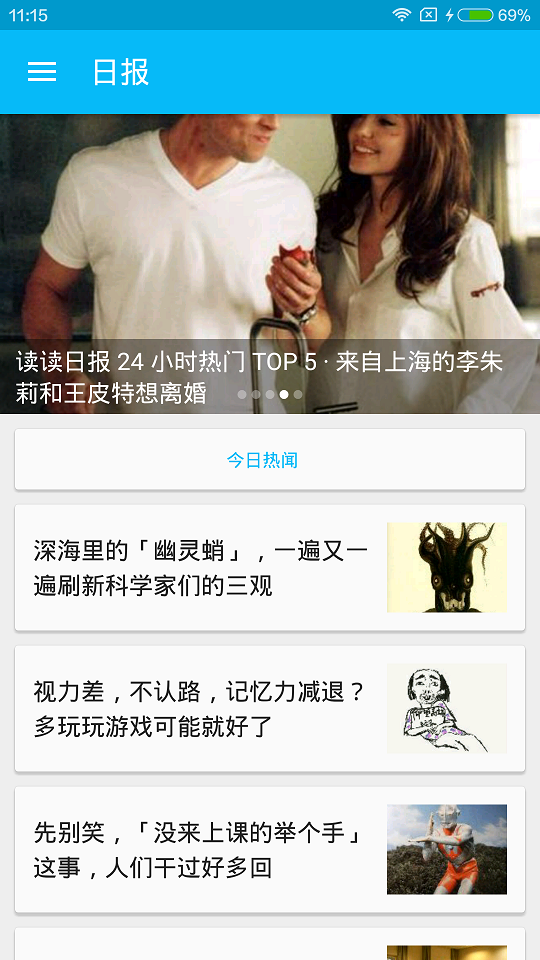 11:15
69%
日报
读读日报 24 小时热门 TOP 5 · 来自上海的李朱
莉和王皮特想离婚
今日热闻
深海里的「幽灵蛸」，一遍又一
遍刷新科学家们的三观
视力差，不认路，记忆力减退？
多玩玩游戏可能就好了
先别笑，「没来上课的举个手」
这事，人们干过好多回